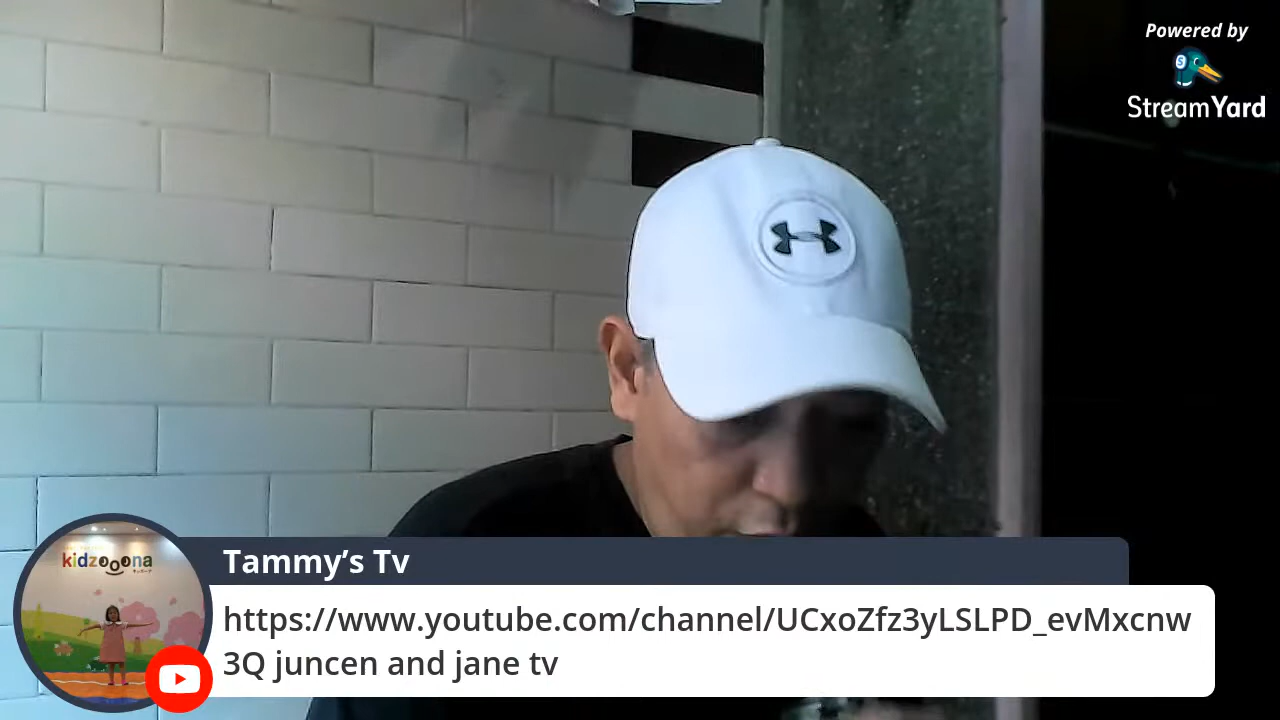 Powered by
StreamYard
kidzooona
Tammy’s Tv
https://www.youtube.com/channel/UCxoZfz3yLSLPD_evMxcnw
3Q juncen and jane tv